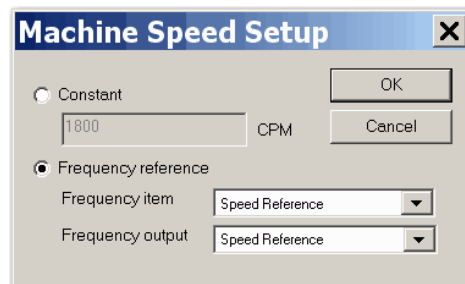 Machine Speed Setup
Constant
OK
1800 CPM
Cancel
Frequency reference
Frequency item Speed Reference
Frequency output Speed Reference